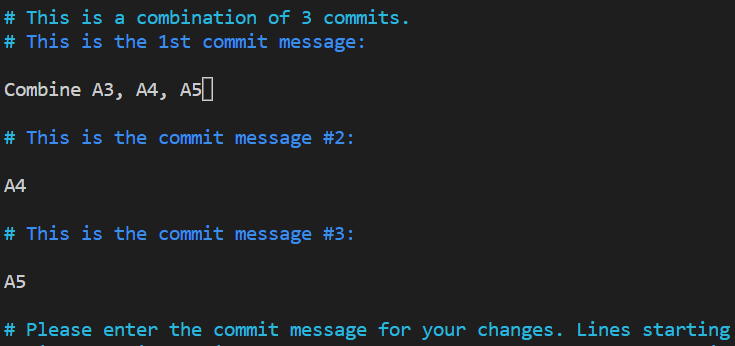 # This is a combination of 3 commits.
# This is the 1st commit message:
Combine A3, A4, A5
# This is the commit message #2:
A4
# This is the commit message #3:
A5
# Please enter the commit message for your changes. Lines starting